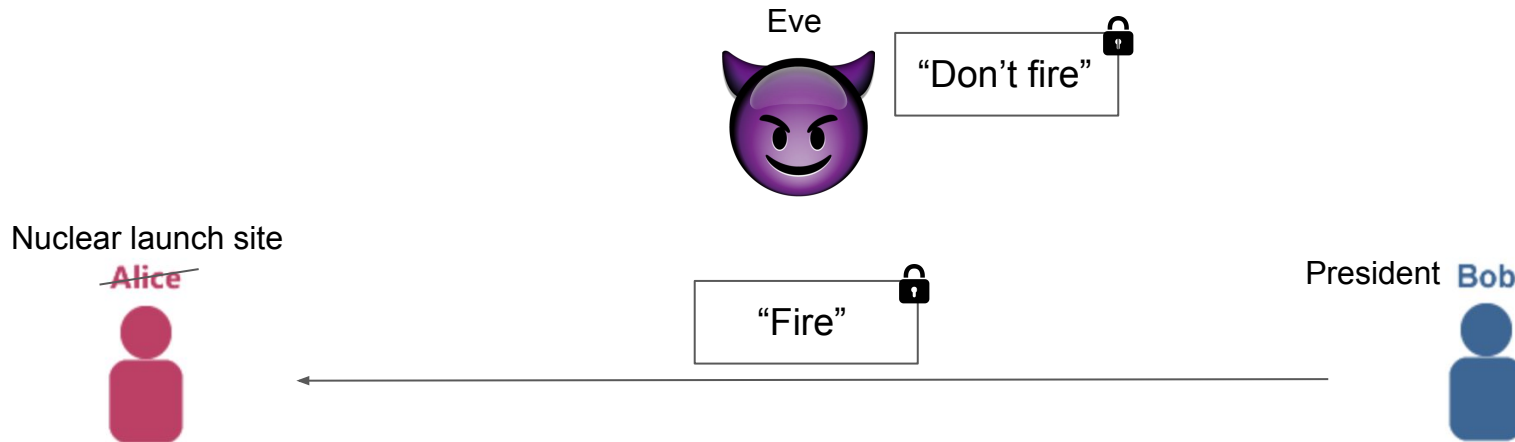 Eve
“Don’t fire”
Nuclear launch site
Alice
“Fire”
President Bob